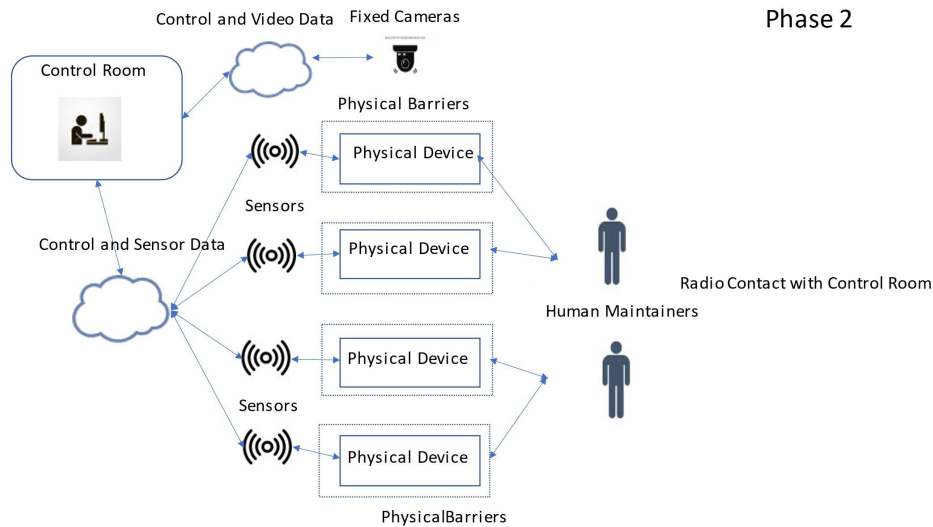 Phase 2
Control and Video Data
Fixed Cameras
Control Room
Physical Barriers
Physical Device
Sensors
Control and Sensor Data
Physical Device
Radio Contact with Control Room
Human Maintainers
Physical Device
Sensors
Physical Device
PhysicalBarriers